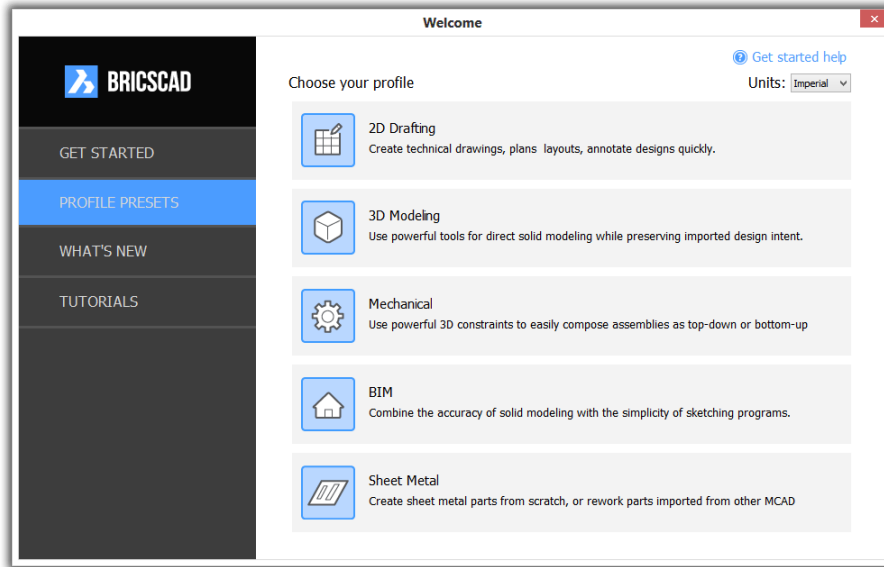 Welcome
BRICSCAD
GET STARTED
PROFILE PRESETS
WHAT'S NEW
TUTORIALS
Get started help
Choose your profile
Units: Imperial
2D Drafting
Create technical drawings, plans layouts, annotate designs quickly.
3D Modeling
Use powerful tools for direct solid modeling while preserving imported design intent.
Mechanical
Use powerful 3D constraints to easily compose assemblies as top-down or bottom-up
BIM
Combine the accuracy of solid modeling with the simplicity of sketching programs.
Sheet Metal
Create sheet metal parts from scratch, or rework parts imported from other MCAD